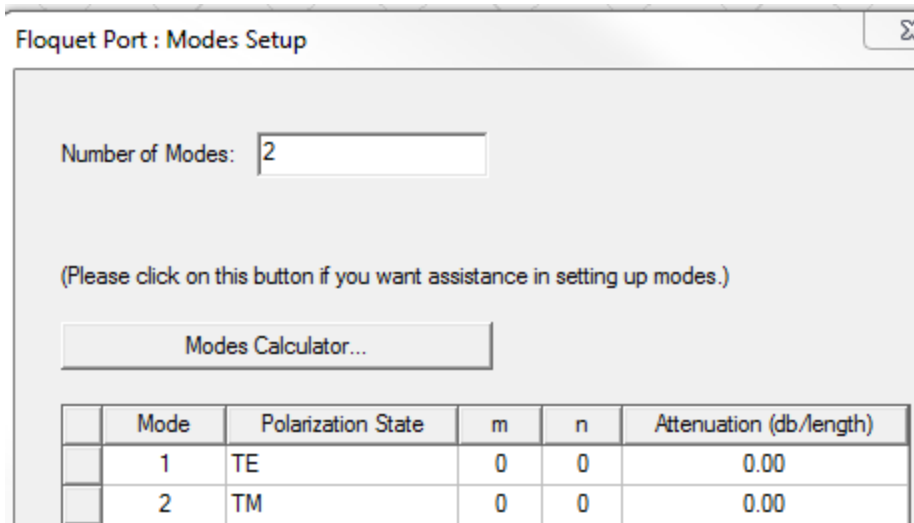 Floquet Port : Modes Setup
Number of Modes: 2
(Please click on this button if you want assistance in setting up modes.)
Modes Calculator...
Mode Polarization State m n Attenuation (db/length)
1 TE 0 0 0.00
2 TM 0 0 0.00